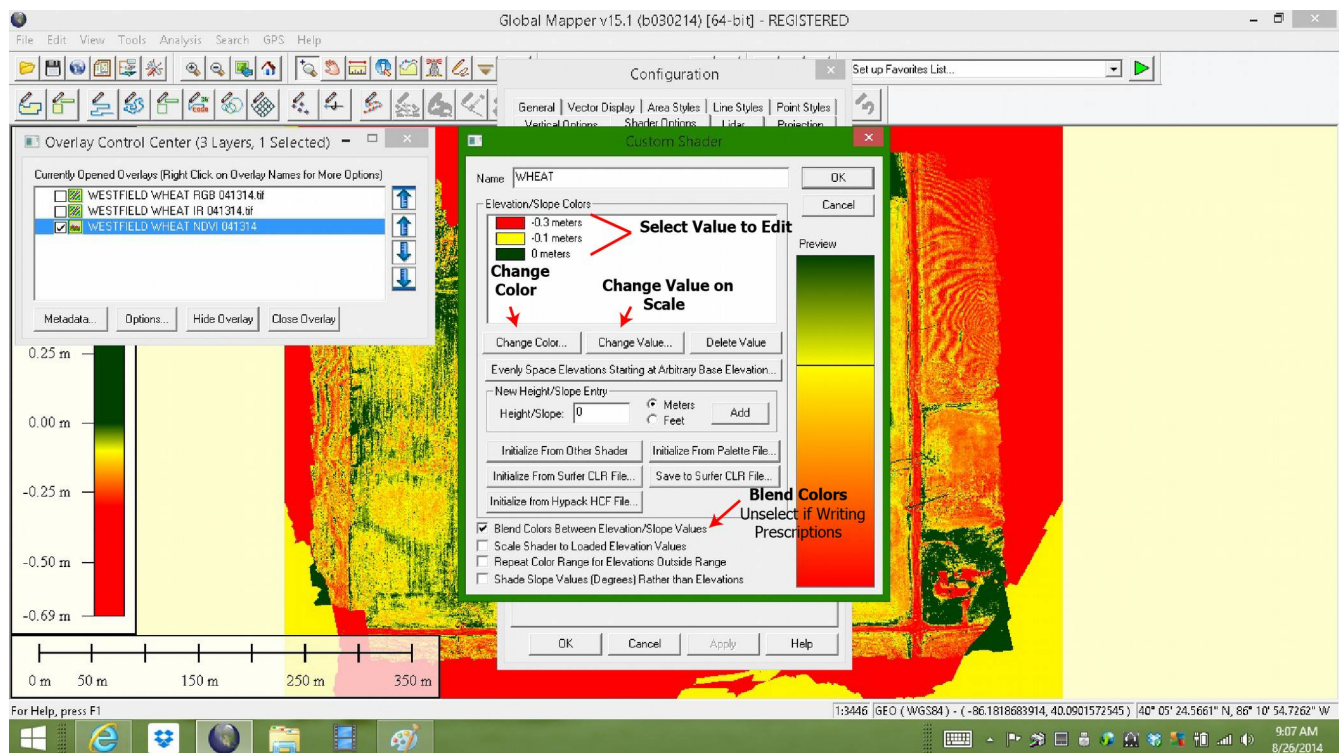 Global Mapper v15.1 (b030214) [64-bit] - REGISTERED
File Edit View Tools Analysis Search GPS Help
Set up Favorites List...
Configuration
General Vector Display Area Styles Line Styles Point Styles
Vertical Options Shader Options Lidar Projection
Overlay Control Center (3 Layers, 1 Selected)
Currently Opened Overlays (Right Click on Overlay Names for More Options)
WESTFIELD WHEAT RGB 041314.tif
WESTFIELD WHEAT IR 041314.tif
WESTFIELD WHEAT NDVI 041314
Metadata... Options... Hide Overlay Close Overlay
Custom Shader
Name WHEAT
OK
Cancel
Elevation/Slope Colors
-0.3 meters
-0.1 meters
0 meters
Select Value to Edit
Change
Color
Change Value on
Scale
Preview
Change Color... Change Value... Delete Value
Evenly Space Elevations Starting at Arbitrary Base Elevation...
New Height/Slope Entry
Height/Slope: 0
Meters
Feet
Add
Initialize From Other Shader Initialize From Palette File...
Initialize From Surfer CLR File... Save to Surfer CLR File...
Initialize from Hypack HCF File...
Blend Colors
Unselect if Writing
Prescriptions
Blend Colors Between Elevation/Slope Values
Scale Shader to Loaded Elevation Values
Repeat Color Range for Elevations Outside Range
Shade Slope Values (Degrees) Rather than Elevations
OK Cancel Apply Help
0.25 m
0.00 m
-0.25 m
-0.50 m
-0.69 m
0 m 50 m 150 m 250 m 350 m
For Help, press F1
1:3446 GEO ( WGS84 ) - ( -86.1818683914, 40.0901572545 ) 40° 05' 24.5661" N, 86° 10' 54.7262" W
9:07 AM
8/26/2014